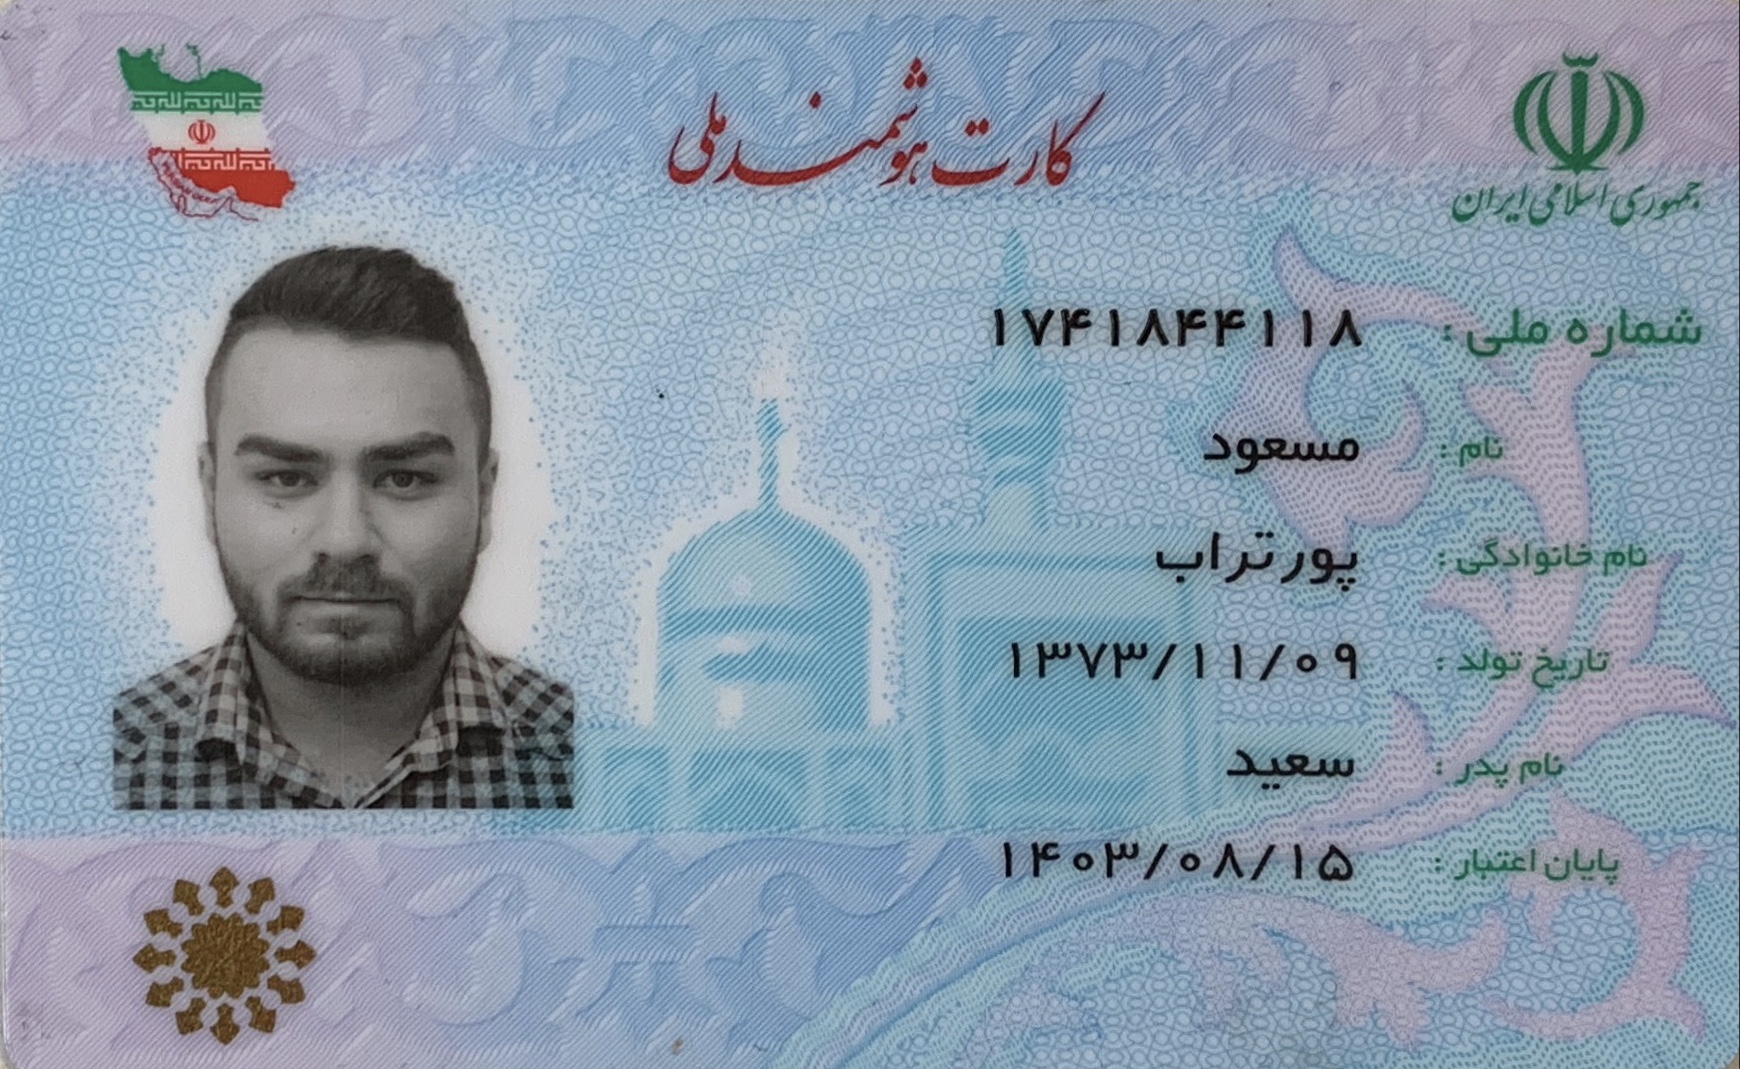 کارت هوشمند ملی
جمهوری اسلامی ایران
شماره ملی : ۱۷۴۱۸۴۴۱۱۸
نام : مسعود
نام خانوادگی : پورتراب
تاریخ تولد : ۱۳۷۳/۱۱/۰۹
نام پدر : سعید
پایان اعتبار : ۱۴۰۳/۰۸/۱۵